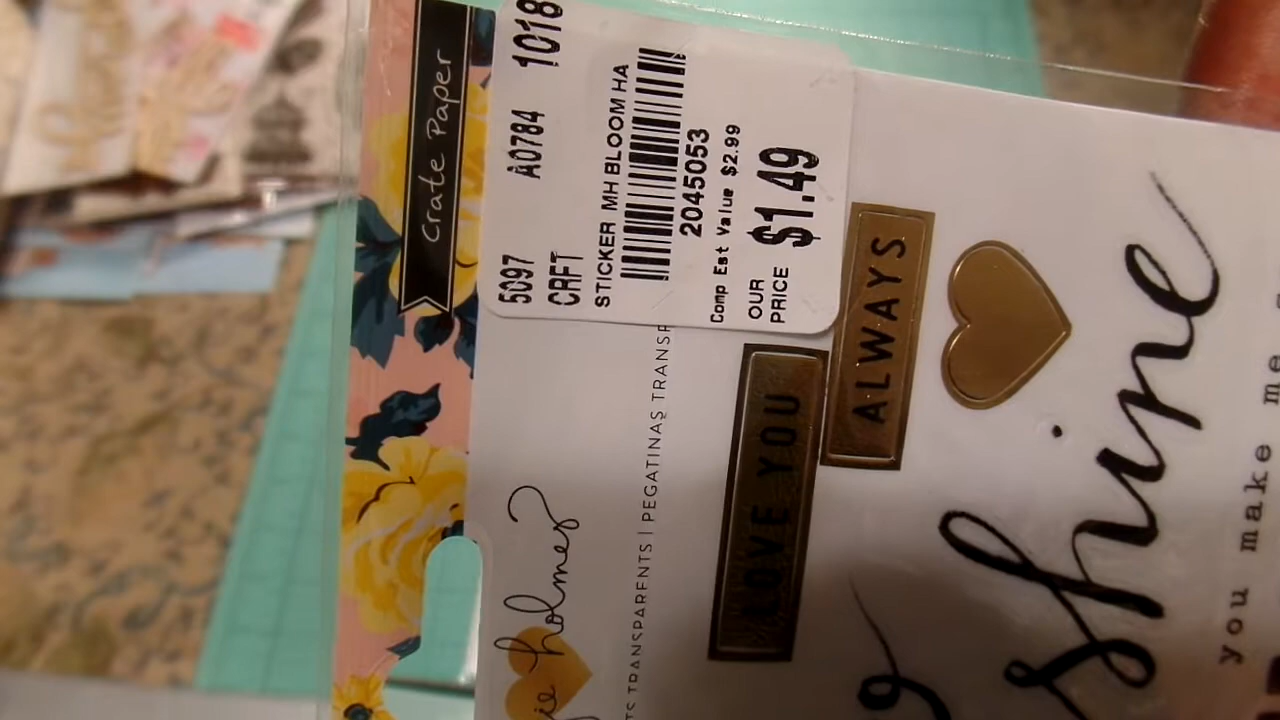 Crate Paper
5097 A0784 1018
CRFT
STICKER MH BLOOM HA
2045053
Comp Est Value $2.99
OUR PRICE $1.49
holmes
TRANSPARENTS | PEGATINAS
ALWAYS
LOVE YOU
shine
you make me